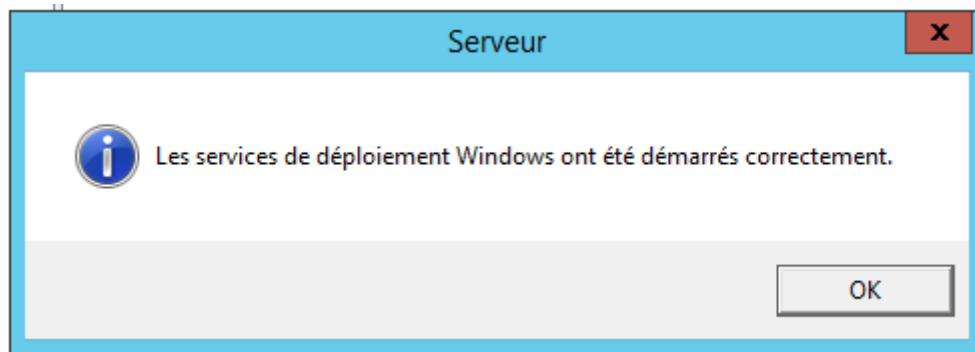 Serveur
Les services de déploiement Windows ont été démarrés correctement.
OK